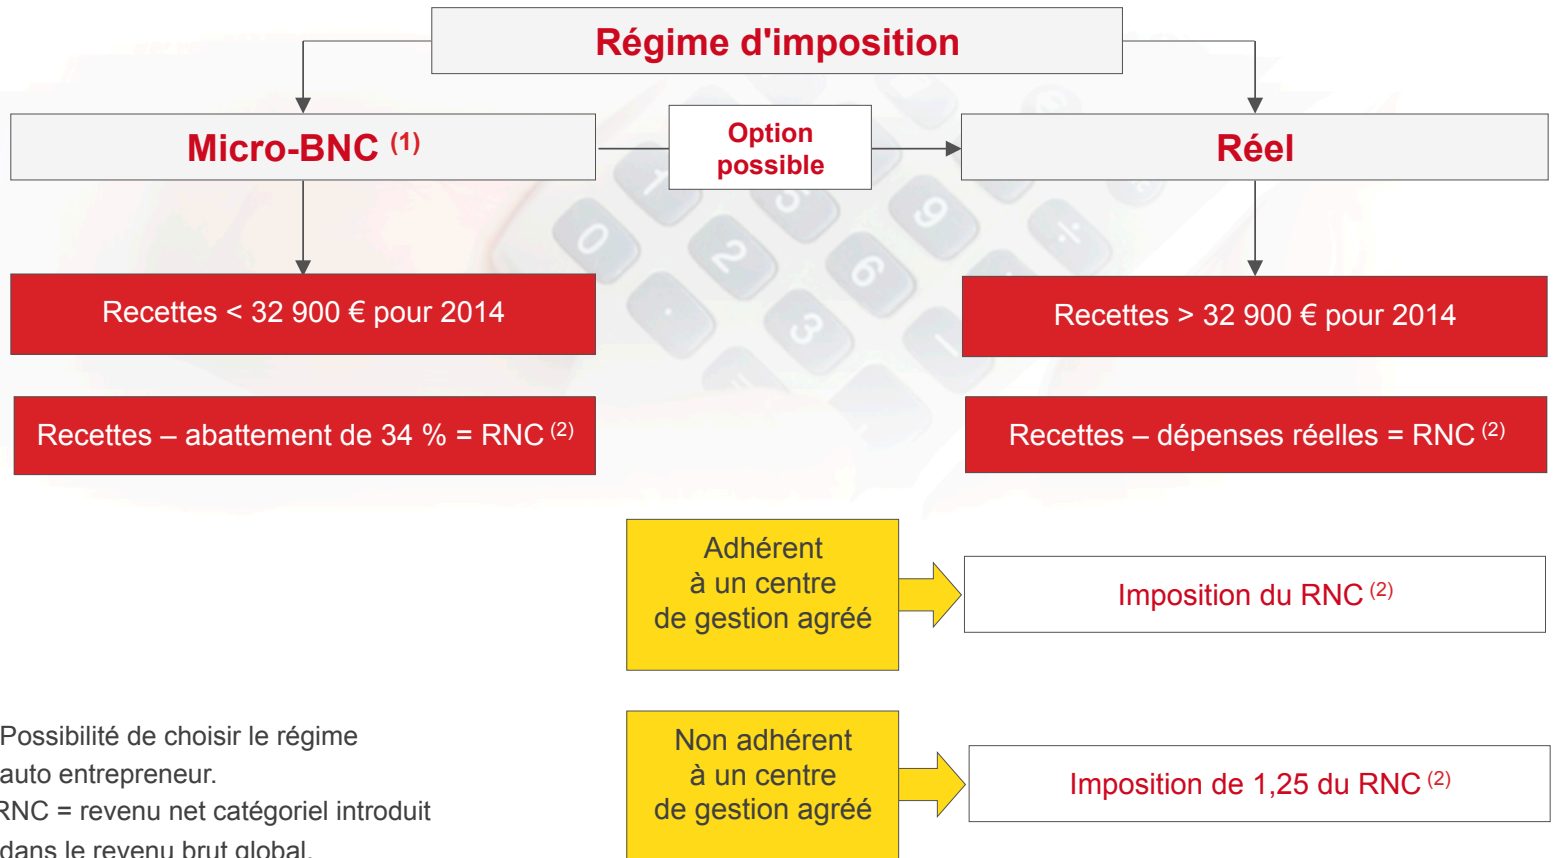 Régime d'imposition
Micro-BNC (1)
Option
possible
Réel
Recettes < 32 900 € pour 2014
Recettes > 32 900 € pour 2014
Recettes – abattement de 34 % = RNC (2)
Recettes – dépenses réelles = RNC (2)
Adhérent
à un centre
de gestion agréé
Imposition du RNC (2)
Non adhérent
à un centre
de gestion agréé
Imposition de 1,25 du RNC (2)
Possibilité de choisir le régime
auto entrepreneur.
RNC = revenu net catégoriel introduit
dans le revenu brut global.